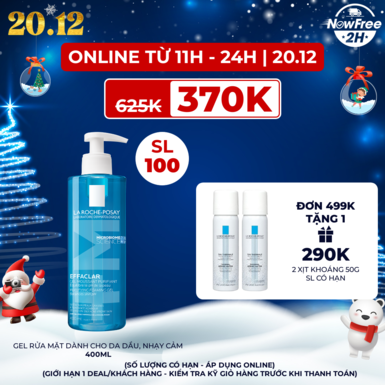 20.12
NowFree
2H
ONLINE TỪ 11H - 24H | 20.12
625K 370K
SL
100
LA ROCHE-POSAY
EFFACLAR
ĐƠN 499K
TẶNG 1
290K
2 XỊT KHOÁNG 50G
SL CÓ HẠN
GEL RỬA MẶT DÀNH CHO DA DẦU, NHẠY CẢM
400ML
(SỐ LƯỢNG CÓ HẠN - ÁP DỤNG ONLINE)
(GIỚI HẠN 1 DEAL/KHÁCH HÀNG - KIỂM TRA KỸ GIỎ HÀNG TRƯỚC KHI THANH TOÁN)